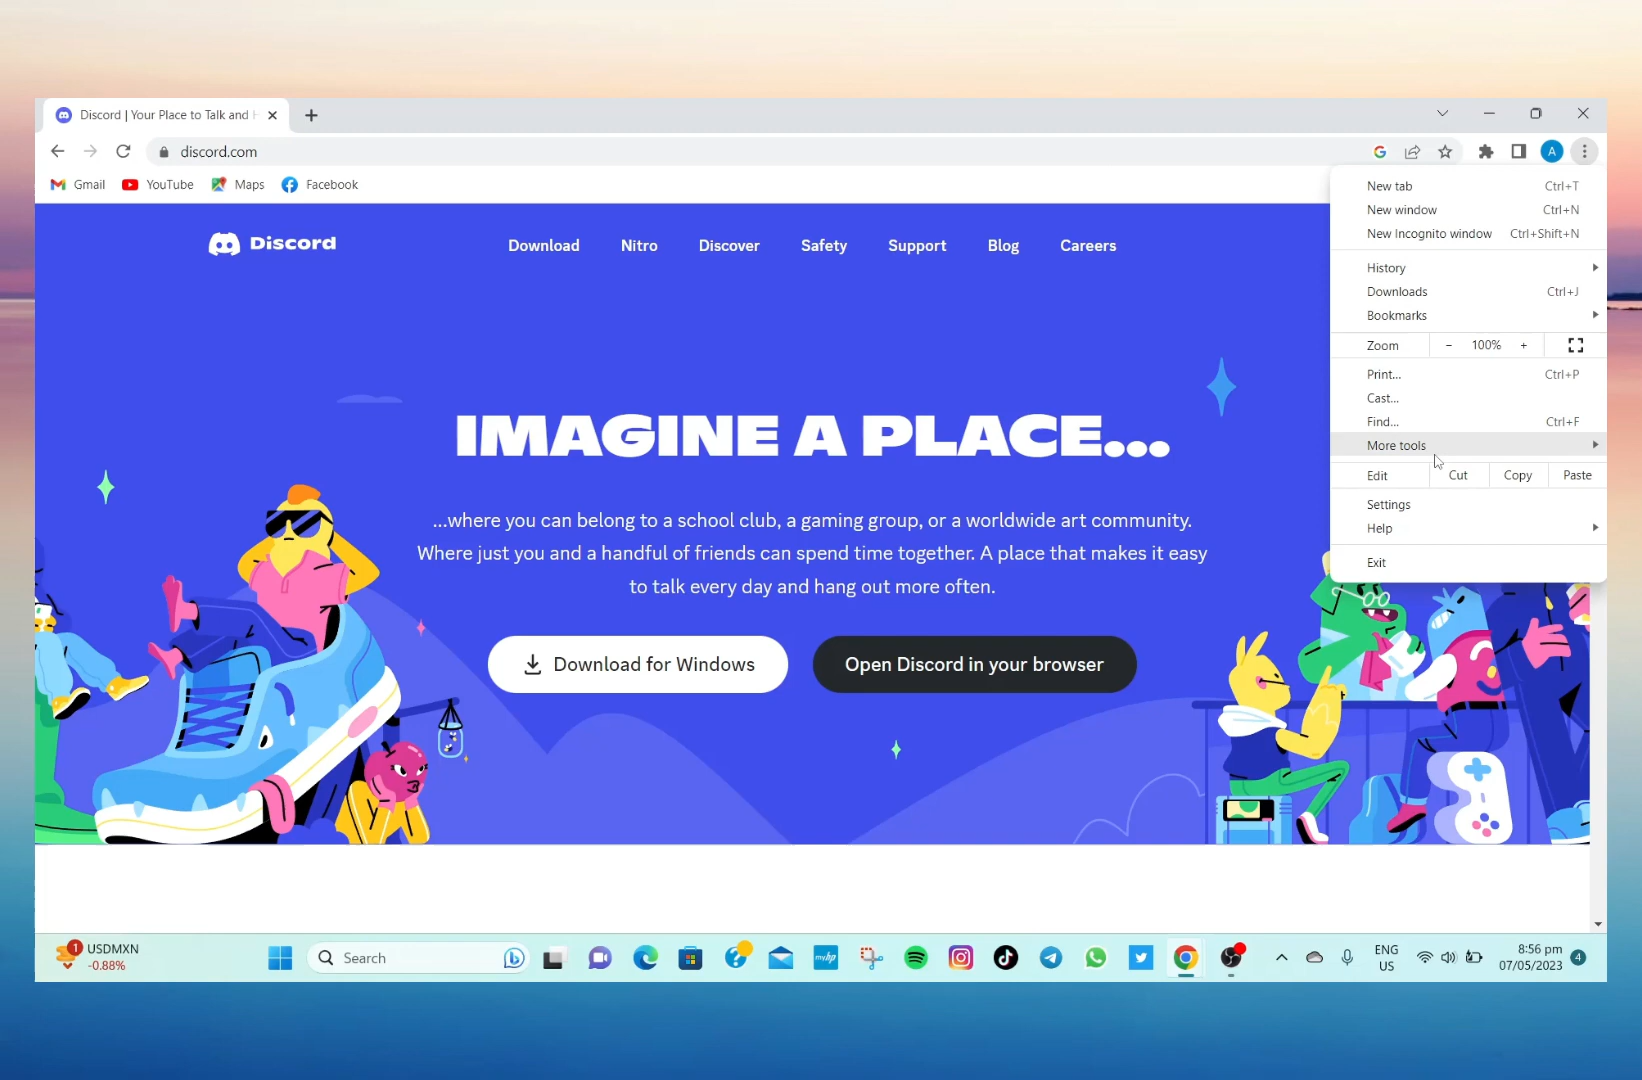 Discord | Your Place to Talk and
discord.com
A
Gmail YouTube Maps Facebook
Discord
Download Nitro Discover Safety Support Blog Careers
New tab Ctrl+T
New window Ctrl+N
New Incognito window Ctrl+Shift+N
History
Downloads Ctrl+J
Bookmarks
Zoom - 100% +
Print... Ctrl+P
Cast...
Find... Ctrl+F
More tools
Edit Cut Copy Paste
Settings
Help
Exit
IMAGINE A PLACE...
...where you can belong to a school club, a gaming group, or a worldwide art community.
Where just you and a handful of friends can spend time together. A place that makes it easy
to talk every day and hang out more often.
Download for Windows
Open Discord in your browser
1 USDMXN
-0.88%
Search
myhp
ENG
US
8:56 pm
07/05/2023
4